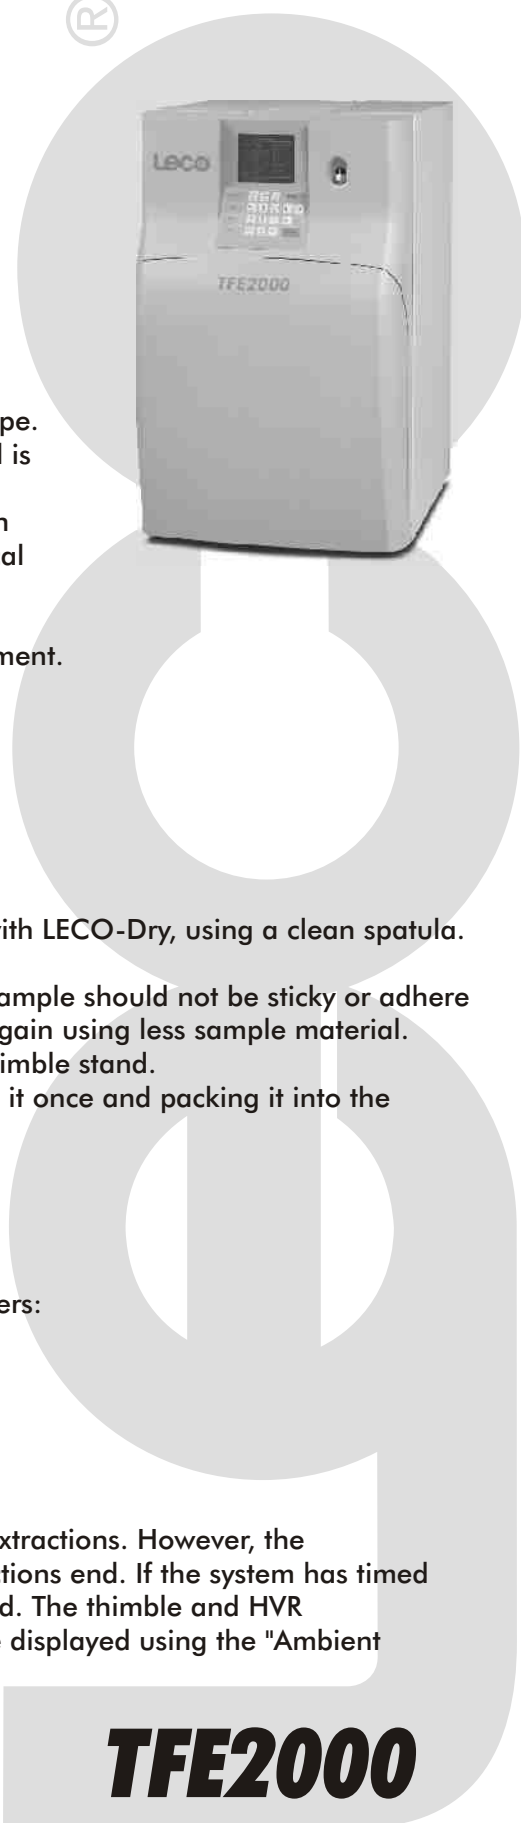 ®
LECO
TFE2000
pe.
is
al
ment.
with LECO-Dry, using a clean spatula.
ample should not be sticky or adhere
gain using less sample material.
imble stand.
it once and packing it into the
ers:
xtractions. However, the
ctions end. If the system has timed
d. The thimble and HVR
displayed using the "Ambient
TFE2000